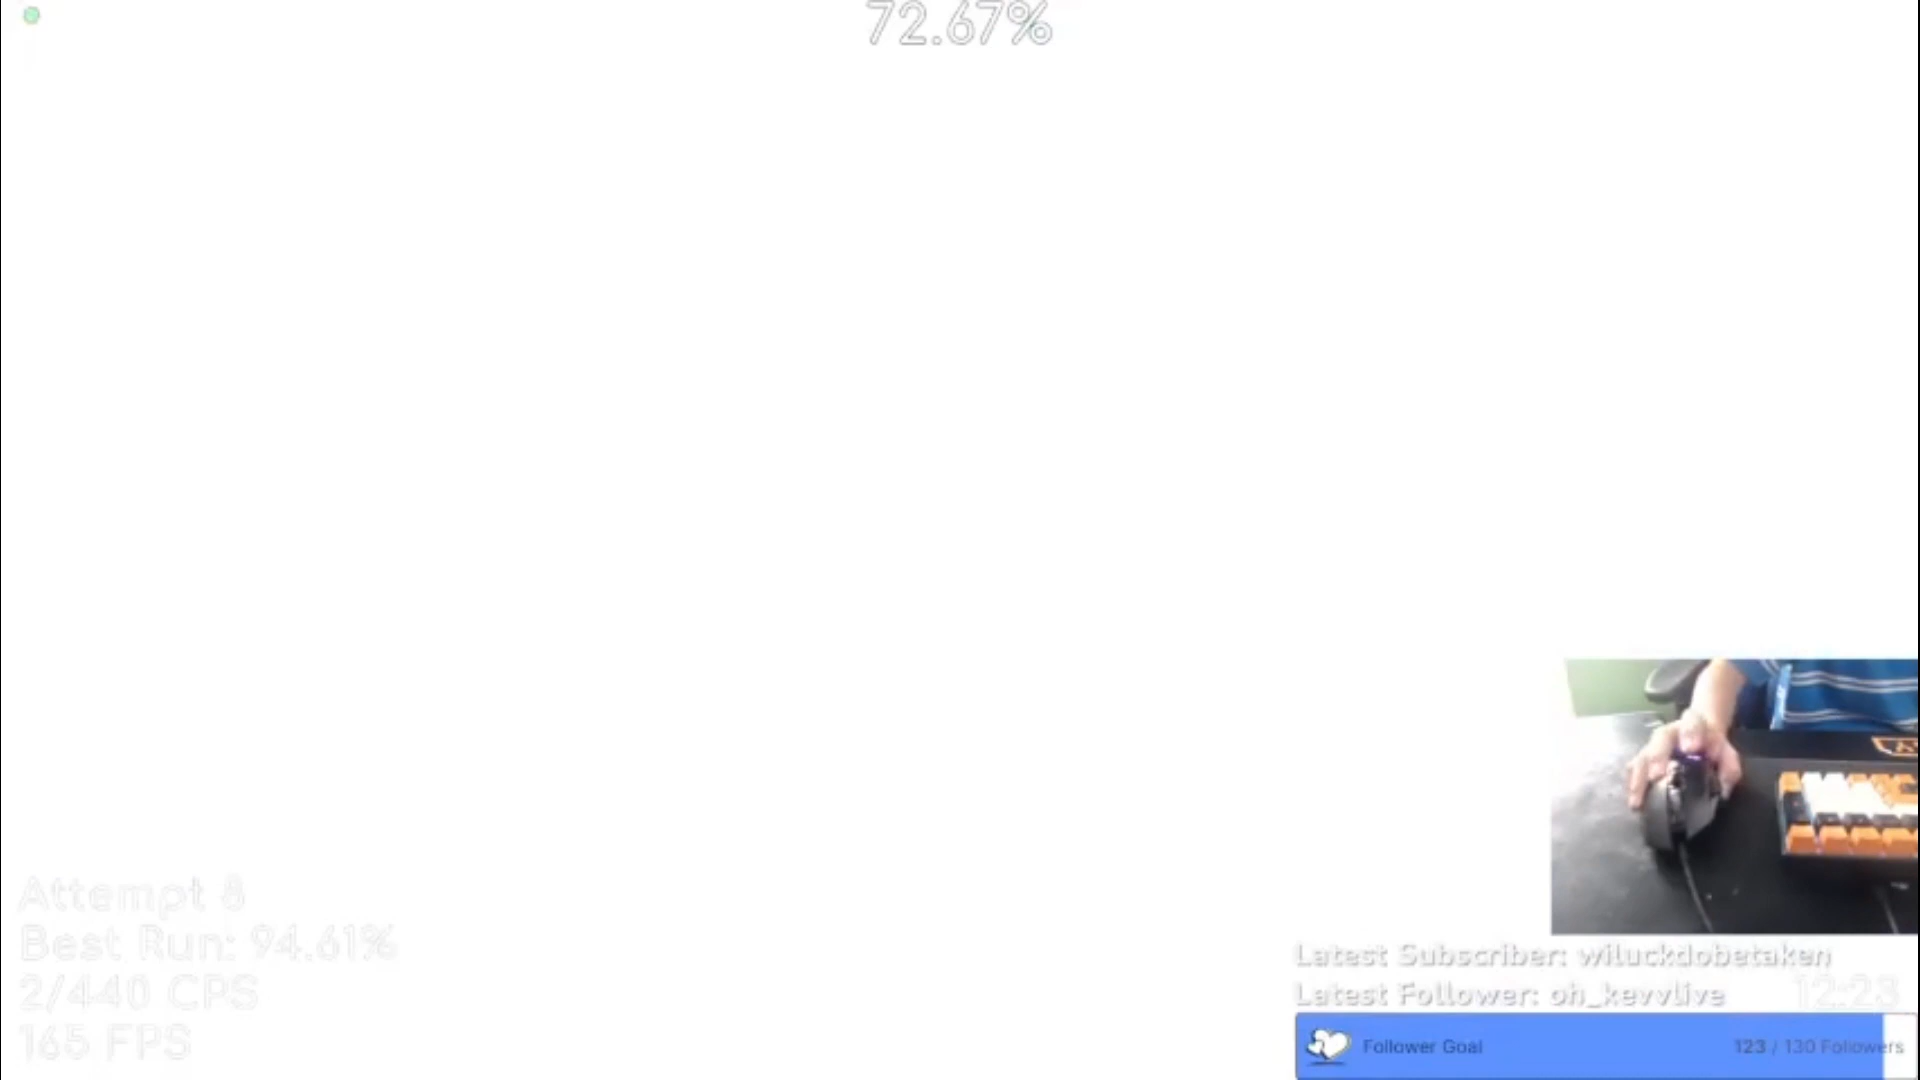 72.67%
Attempt 8
Best Run: 94.61%
2/440 CPS
165 FPS
Latest Subscriber: wiluckdobetaken
Latest Follower: oh_kevvlive
12:23
Follower Goal
123 / 130 Followers